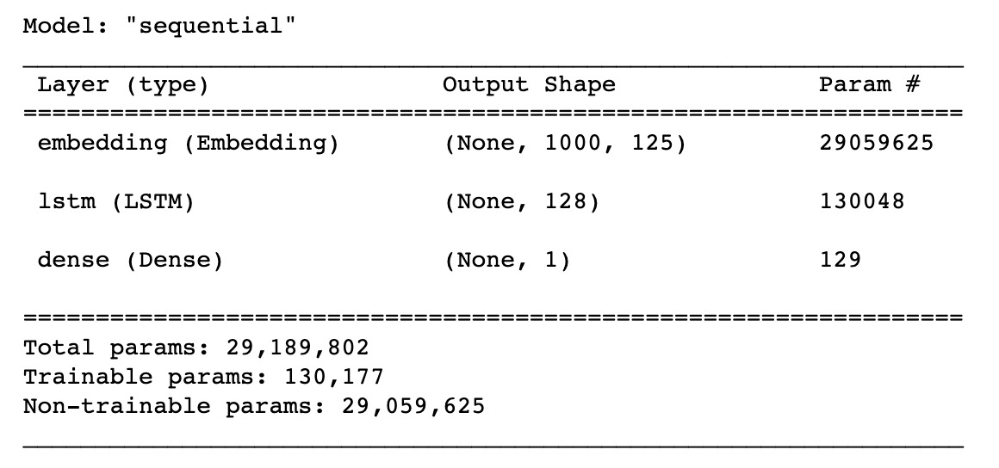 Model: "sequential"
Layer (type) Output Shape Param #
embedding (Embedding) (None, 1000, 125) 29059625
lstm (LSTM) (None, 128) 130048
dense (Dense) (None, 1) 129
Total params: 29,189,802
Trainable params: 130,177
Non-trainable params: 29,059,625